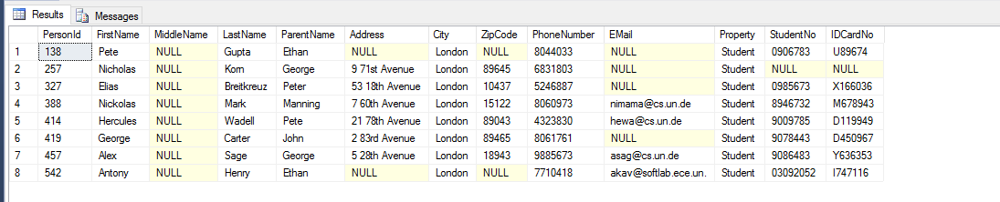 Results Messages
PersonId FirstName MiddleName LastName ParentName Address City ZipCode PhoneNumber EMail Property StudentNo IDCardNo
1 138 Pete NULL Gupta Ethan NULL London NULL 8044033 NULL Student 0906783 U89674
2 257 Nicholas NULL Korn George 9 71st Avenue London 89645 6831803 NULL Student NULL NULL
3 327 Elias NULL Breitkreuz Peter 53 18th Avenue London 10437 5246887 NULL Student 0985673 X166036
4 388 Nickolas NULL Mark Manning 7 60th Avenue London 15122 8060973 nimama@cs.un.de Student 8946732 M678943
5 414 Hercules NULL Wadell Pete 21 78th Avenue London 89043 4323830 hewa@cs.un.de Student 9009785 D119949
6 419 George NULL Carter John 2 83rd Avenue London 89465 8061761 NULL Student 9078443 D450967
7 457 Alex NULL Sage George 5 28th Avenue London 18943 9885673 asag@cs.un.de Student 9086483 Y636353
8 542 Antony NULL Henry Ethan NULL London NULL 7710418 akav@softlab.ece.un. Student 03092052 I747116